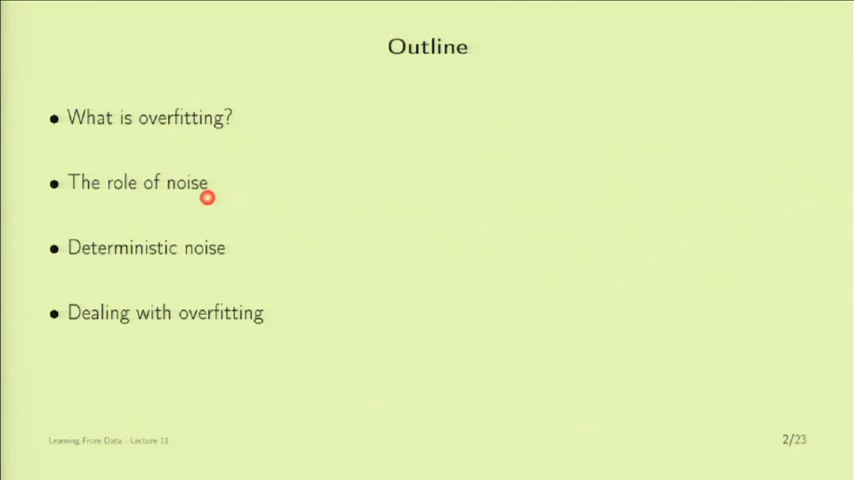 Outline
• What is overfitting?
• The role of noise
• Deterministic noise
• Dealing with overfitting
Learning From Data - Lecture 11
2/23